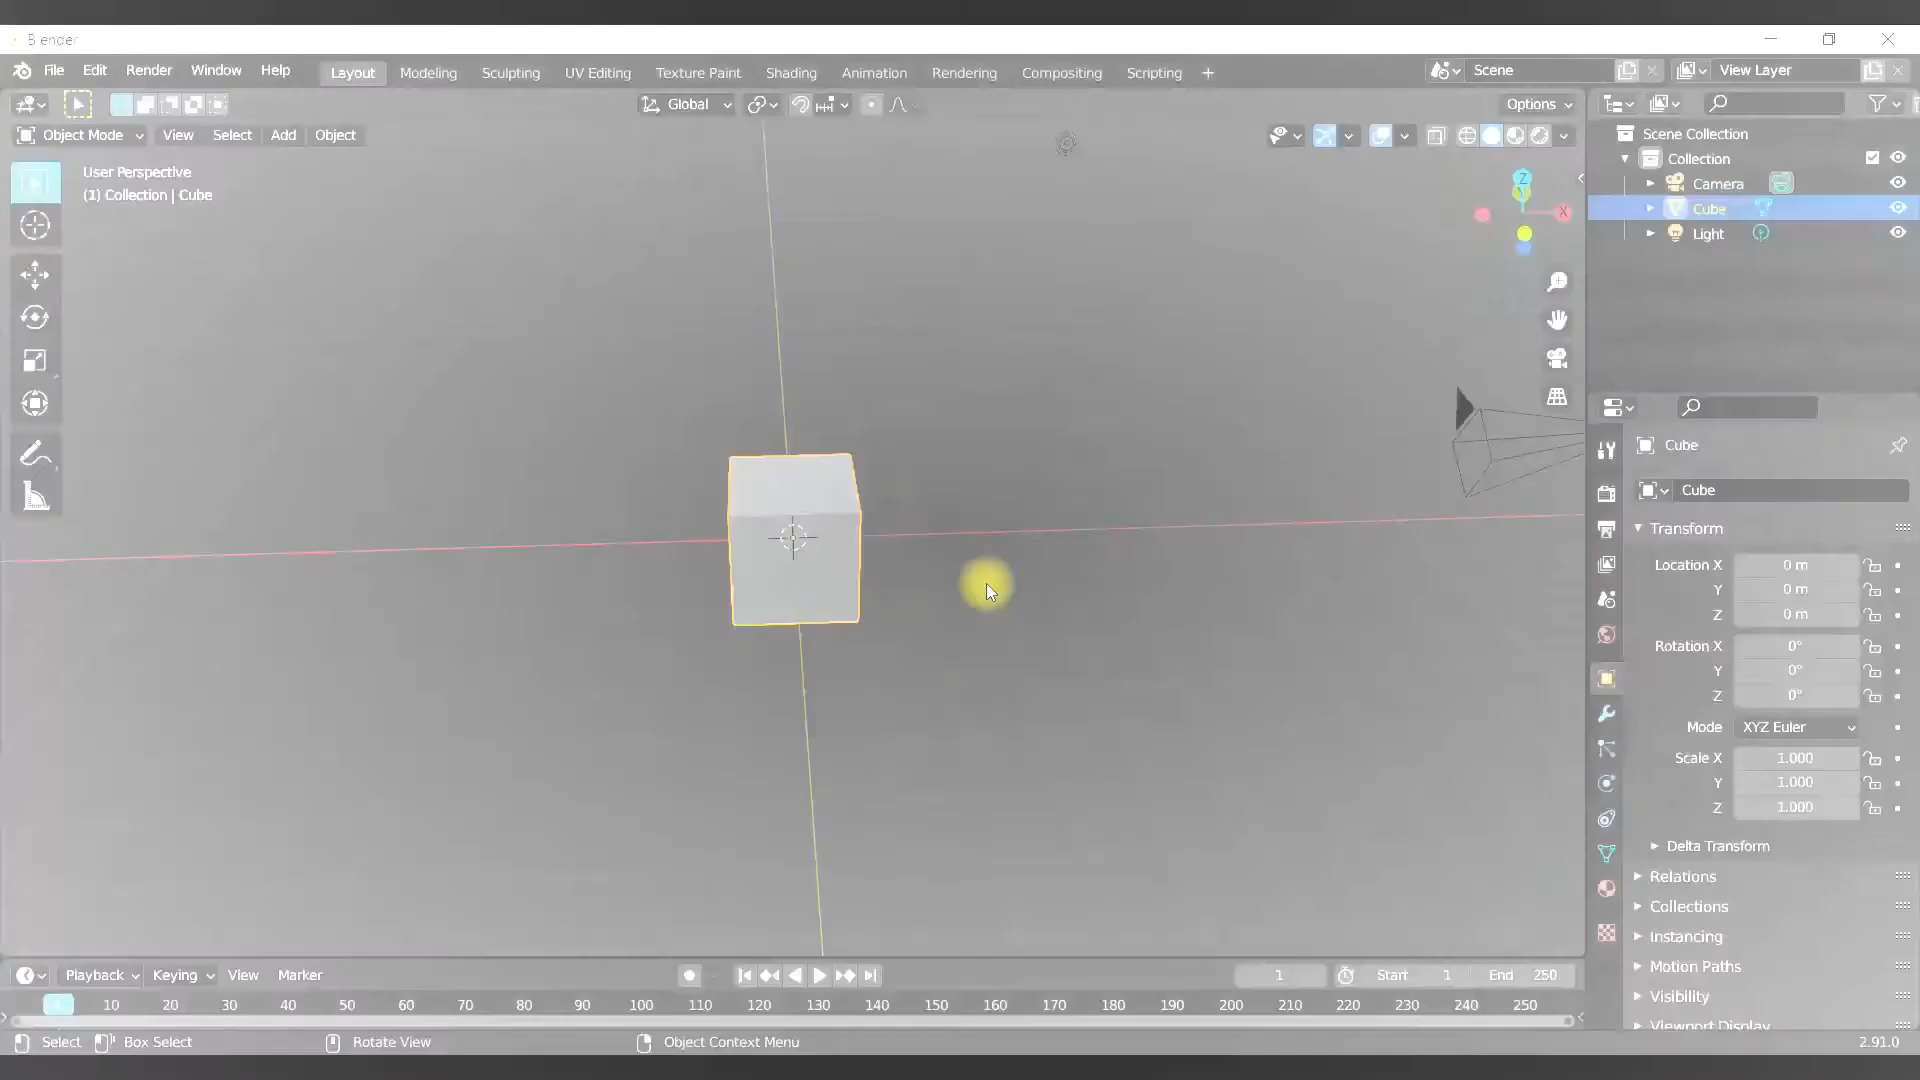 Blender
File Edit Render Window Help Layout Modeling Sculpting UV Editing Texture Paint Shading Animation Rendering Compositing Scripting + Scene View Layer
Global Options
Object Mode View Select Add Object
User Perspective
(1) Collection | Cube
Z
X
Scene Collection
Collection
Camera
Cube
Light
Cube
Cube
Transform
Location X 0 m
Y 0 m
Z 0 m
Rotation X 0°
Y 0°
Z 0°
Mode XYZ Euler
Scale X 1.000
Y 1.000
Z 1.000
Delta Transform
Relations
Collections
Instancing
Motion Paths
Visibility
Viewport Display
Playback Keying View Marker 1 Start 1 End 250
10 20 30 40 50 60 70 80 90 100 110 120 130 140 150 160 170 180 190 200 210 220 230 240 250
Select Box Select Rotate View Object Context Menu 2.91.0